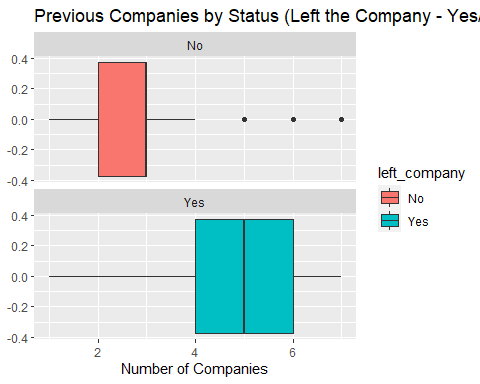 Previous Companies by Status (Left the Company - Yes/
No
0.4
0.2
0.0
-0.2
-0.4
Yes
0.4
0.2
0.0
-0.2
-0.4
2 4 6
Number of Companies
left_company
No
Yes